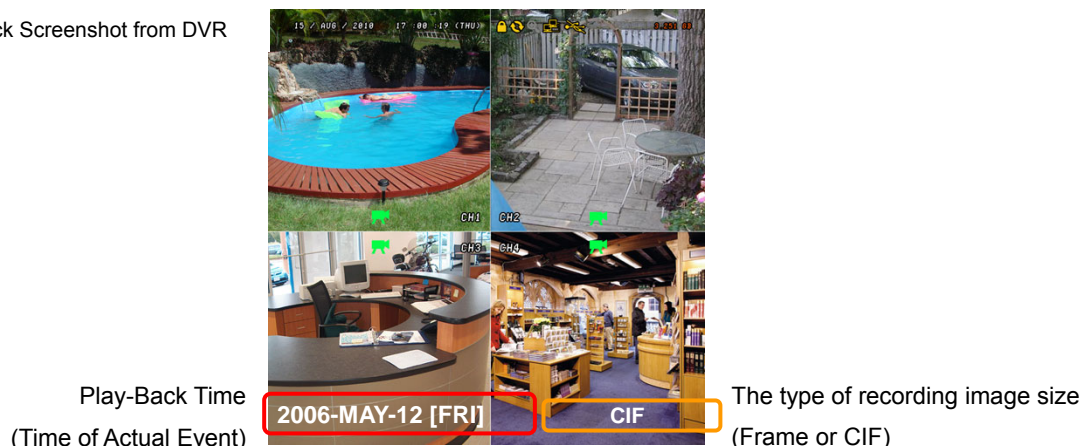 ck Screenshot from DVR
15 / AUG / 2010 17 :00 :19 (THU)
CH1
CH2
CH3
CH4
Play-Back Time
(Time of Actual Event)
2006-MAY-12 [FRI]
CIF
The type of recording image size
(Frame or CIF)